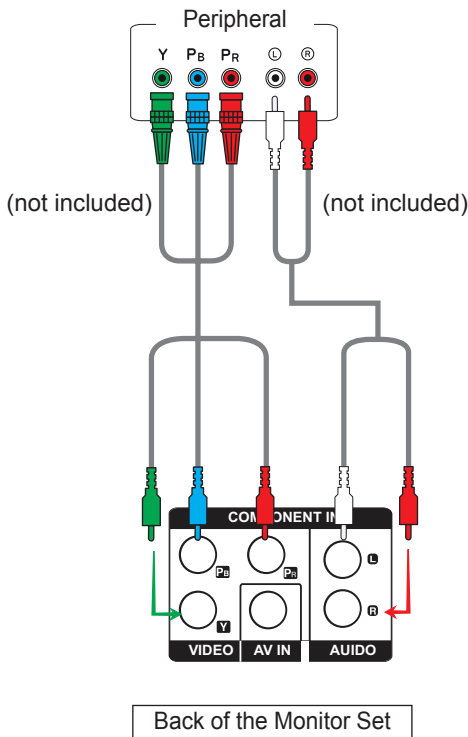 Peripheral
Y PB PR L R
(not included) (not included)
COMPONENT IN
PB PR L
Y R
VIDEO AV IN AUIDO
Back of the Monitor Set